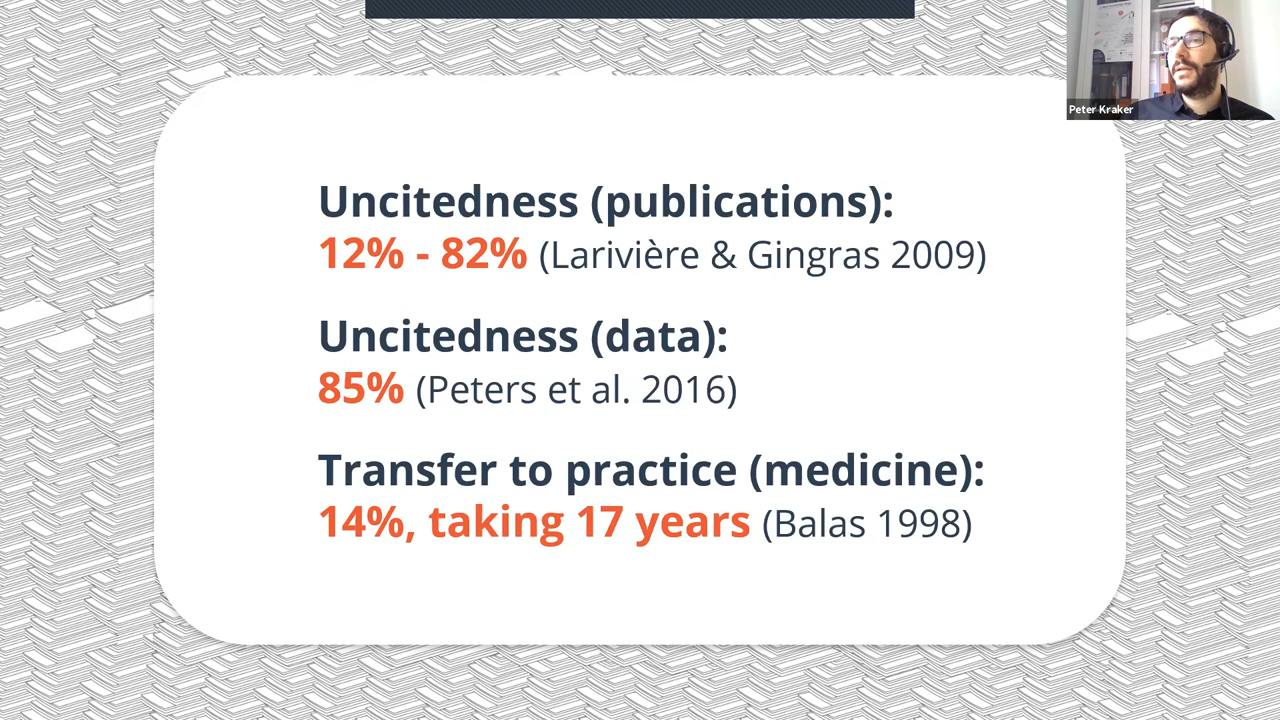 Peter Kraker
Uncitedness (publications):
12% - 82% (Larivière & Gingras 2009)
Uncitedness (data):
85% (Peters et al. 2016)
Transfer to practice (medicine):
14%, taking 17 years (Balas 1998)